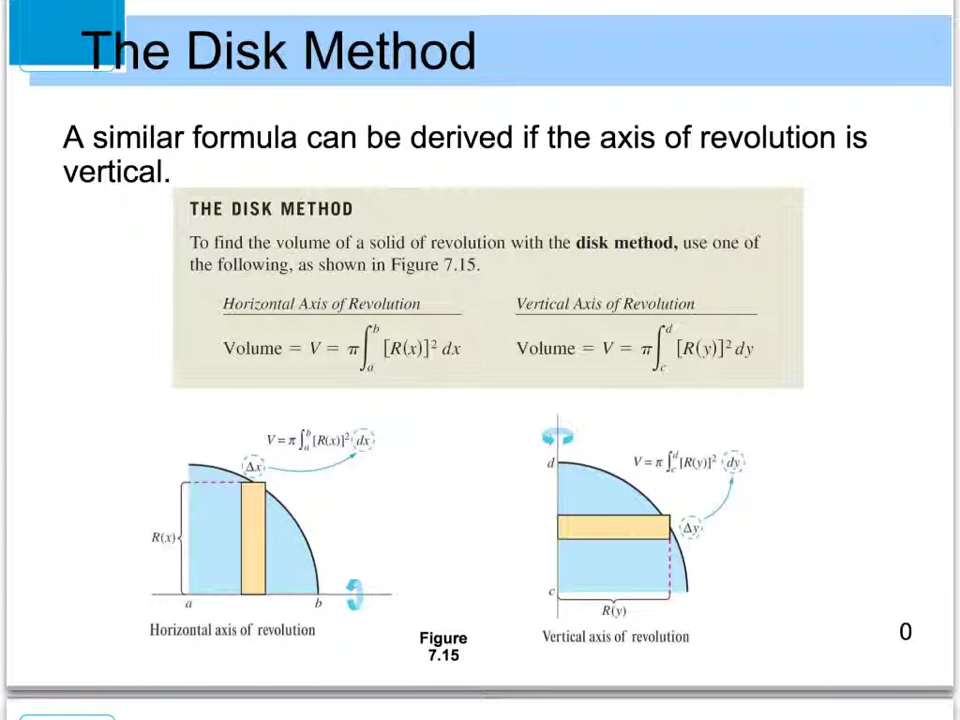 The Disk Method
A similar formula can be derived if the axis of revolution is
vertical.
THE DISK METHOD
To find the volume of a solid of revolution with the disk method, use one of
the following, as shown in Figure 7.15.
Horizontal Axis of Revolution
Vertical Axis of Revolution
Volume = V = π∫ₐᵇ [R(x)]² dx
Volume = V = π∫_c^d [R(y)]² dy
V = π ∫ₐᵇ [R(x)]² dx
Δx
R(x)
a
b
Horizontal axis of revolution
Figure
7.15
V = π ∫_c^d [R(y)]² dy
d
Δy
c
R(y)
Vertical axis of revolution
0